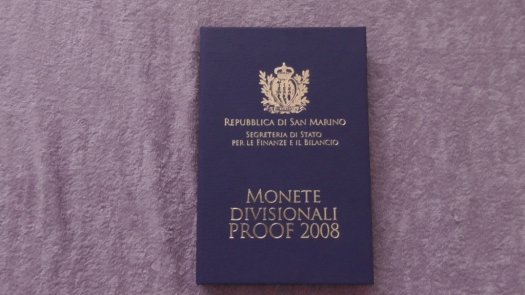 REPUBBLICA DI SAN MARINO
SEGRETERIA DI STATO
PER LE FINANZE E IL BILANCIO
MONETE
DIVISIONALI
PROOF 2008